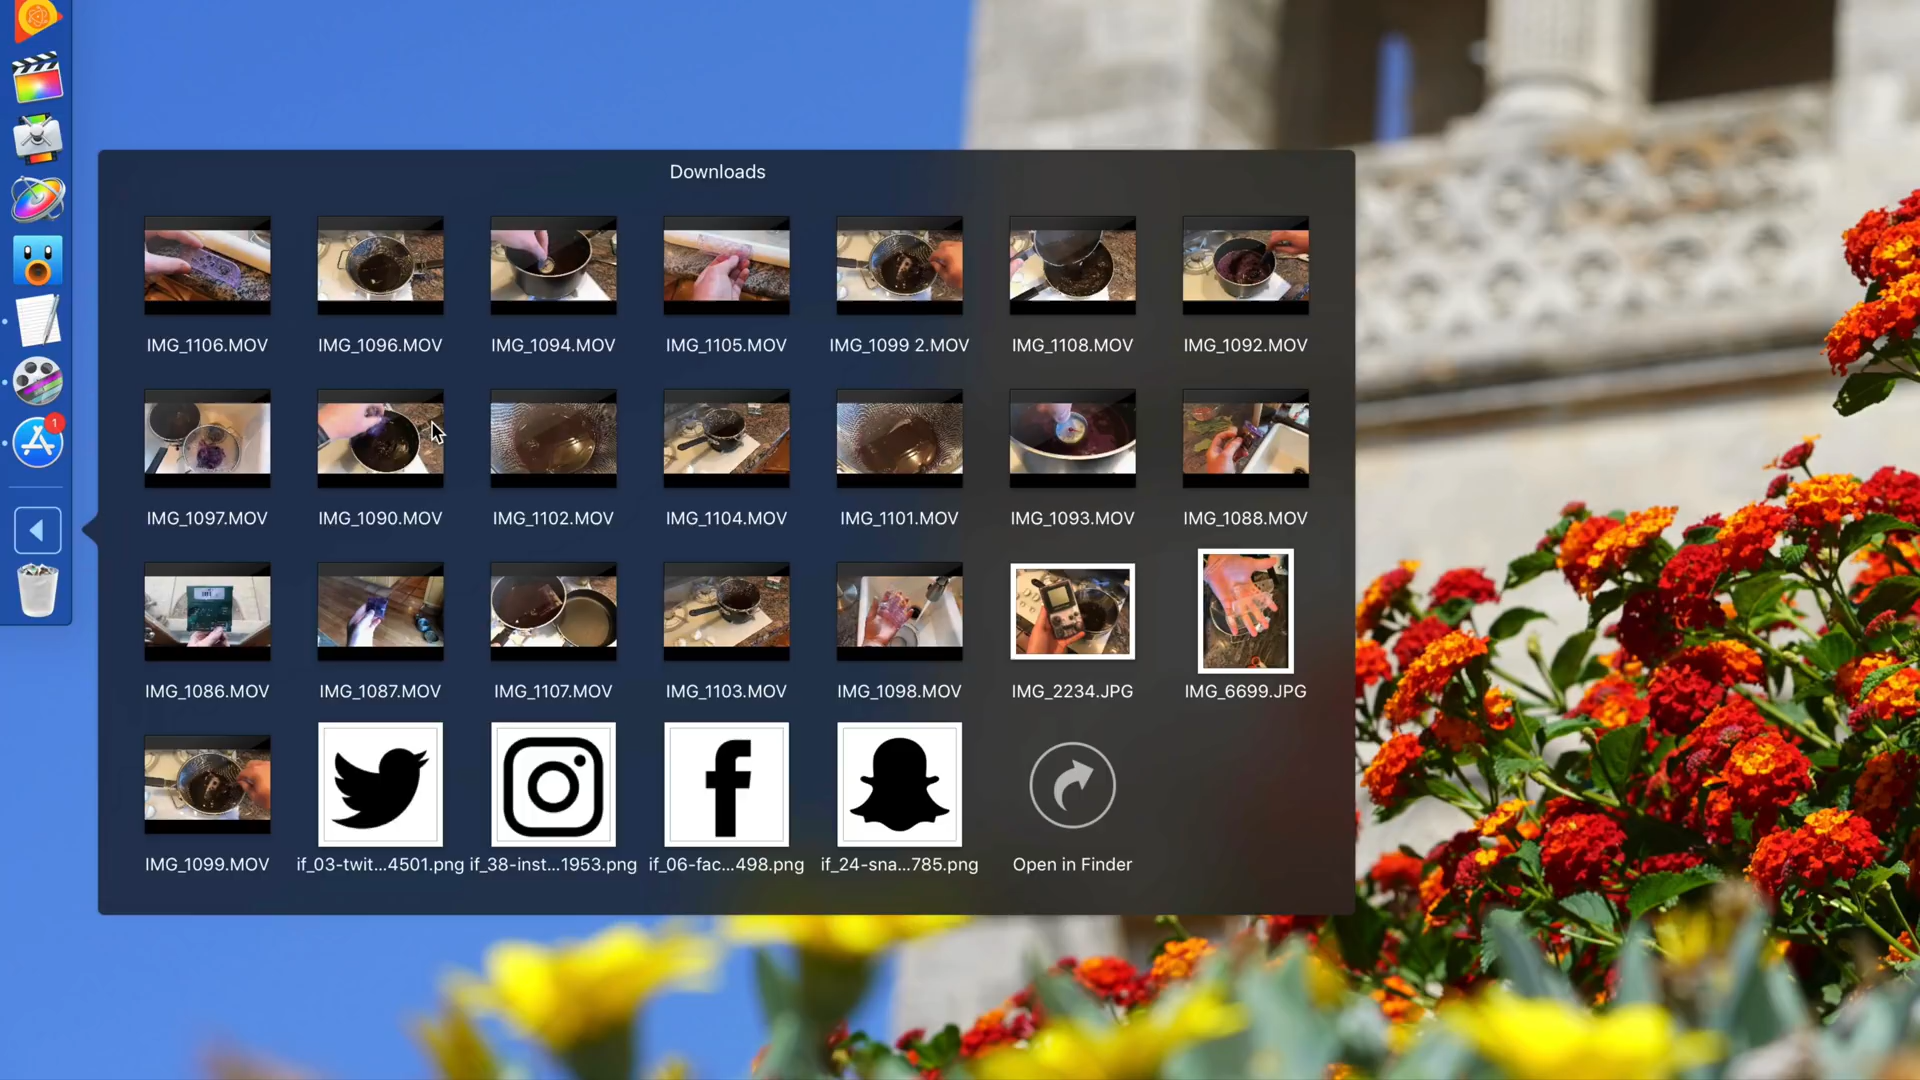 Downloads
IMG_1106.MOV IMG_1096.MOV IMG_1094.MOV IMG_1105.MOV IMG_1099 2.MOV IMG_1108.MOV IMG_1092.MOV
1
IMG_1097.MOV IMG_1090.MOV IMG_1102.MOV IMG_1104.MOV IMG_1101.MOV IMG_1093.MOV IMG_1088.MOV
IMG_1086.MOV IMG_1087.MOV IMG_1107.MOV IMG_1103.MOV IMG_1098.MOV IMG_2234.JPG IMG_6699.JPG
IMG_1099.MOV if_03-twit...4501.png if_38-inst...1953.png if_06-fac...498.png if_24-sna...785.png Open in Finder